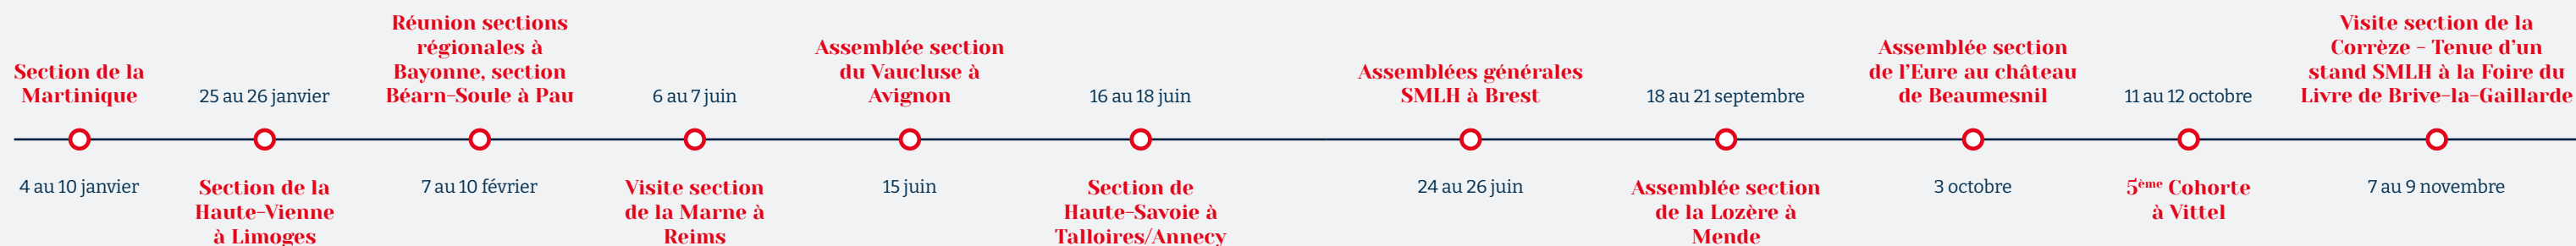 Section de la
Martinique
4 au 10 janvier
25 au 26 janvier
Section de la
Haute-Vienne
à Limoges
Réunion sections
régionales à
Bayonne, section
Béarn-Soule à Pau
7 au 10 février
6 au 7 juin
Visite section
de la Marne à
Reims
Assemblée section
du Vaucluse à
Avignon
15 juin
16 au 18 juin
Section de
Haute-Savoie à
Talloires/Annecy
Assemblées générales
SMLH à Brest
24 au 26 juin
18 au 21 septembre
Assemblée section
de la Lozère à
Mende
Assemblée section
de l’Eure au château
de Beaumesnil
3 octobre
11 au 12 octobre
5ème Cohorte
à Vittel
Visite section de la
Corrèze - Tenue d’un
stand SMLH à la Foire du
Livre de Brive-la-Gaillarde
7 au 9 novembre